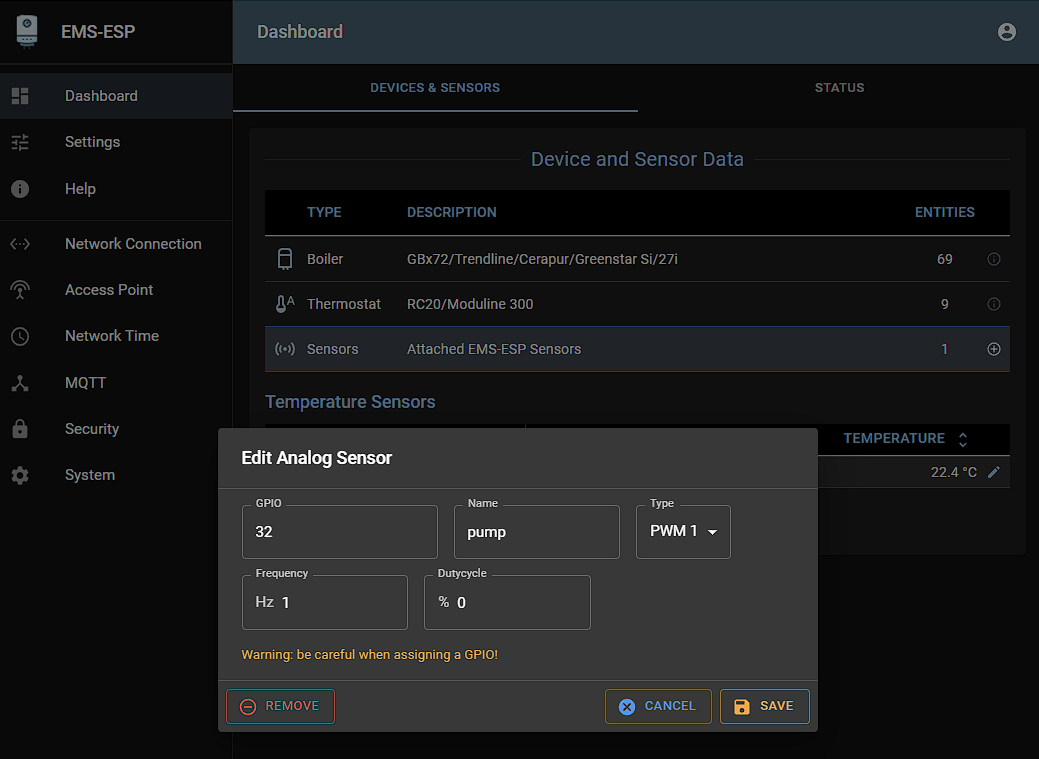 EMS-ESP
Dashboard
Dashboard
Settings
Help
Network Connection
Access Point
Network Time
MQTT
Security
System
DEVICES & SENSORS
STATUS
Device and Sensor Data
TYPE DESCRIPTION ENTITIES
Boiler GBx72/Trendline/Cerapur/Greenstar Si/27i 69
Thermostat RC20/Moduline 300 9
Sensors Attached EMS-ESP Sensors 1
Temperature Sensors
TEMPERATURE
22.4 °C
Edit Analog Sensor
GPIO Name Type
32 pump PWM 1
Frequency Dutycycle
Hz 1 % 0
Warning: be careful when assigning a GPIO!
REMOVE CANCEL SAVE